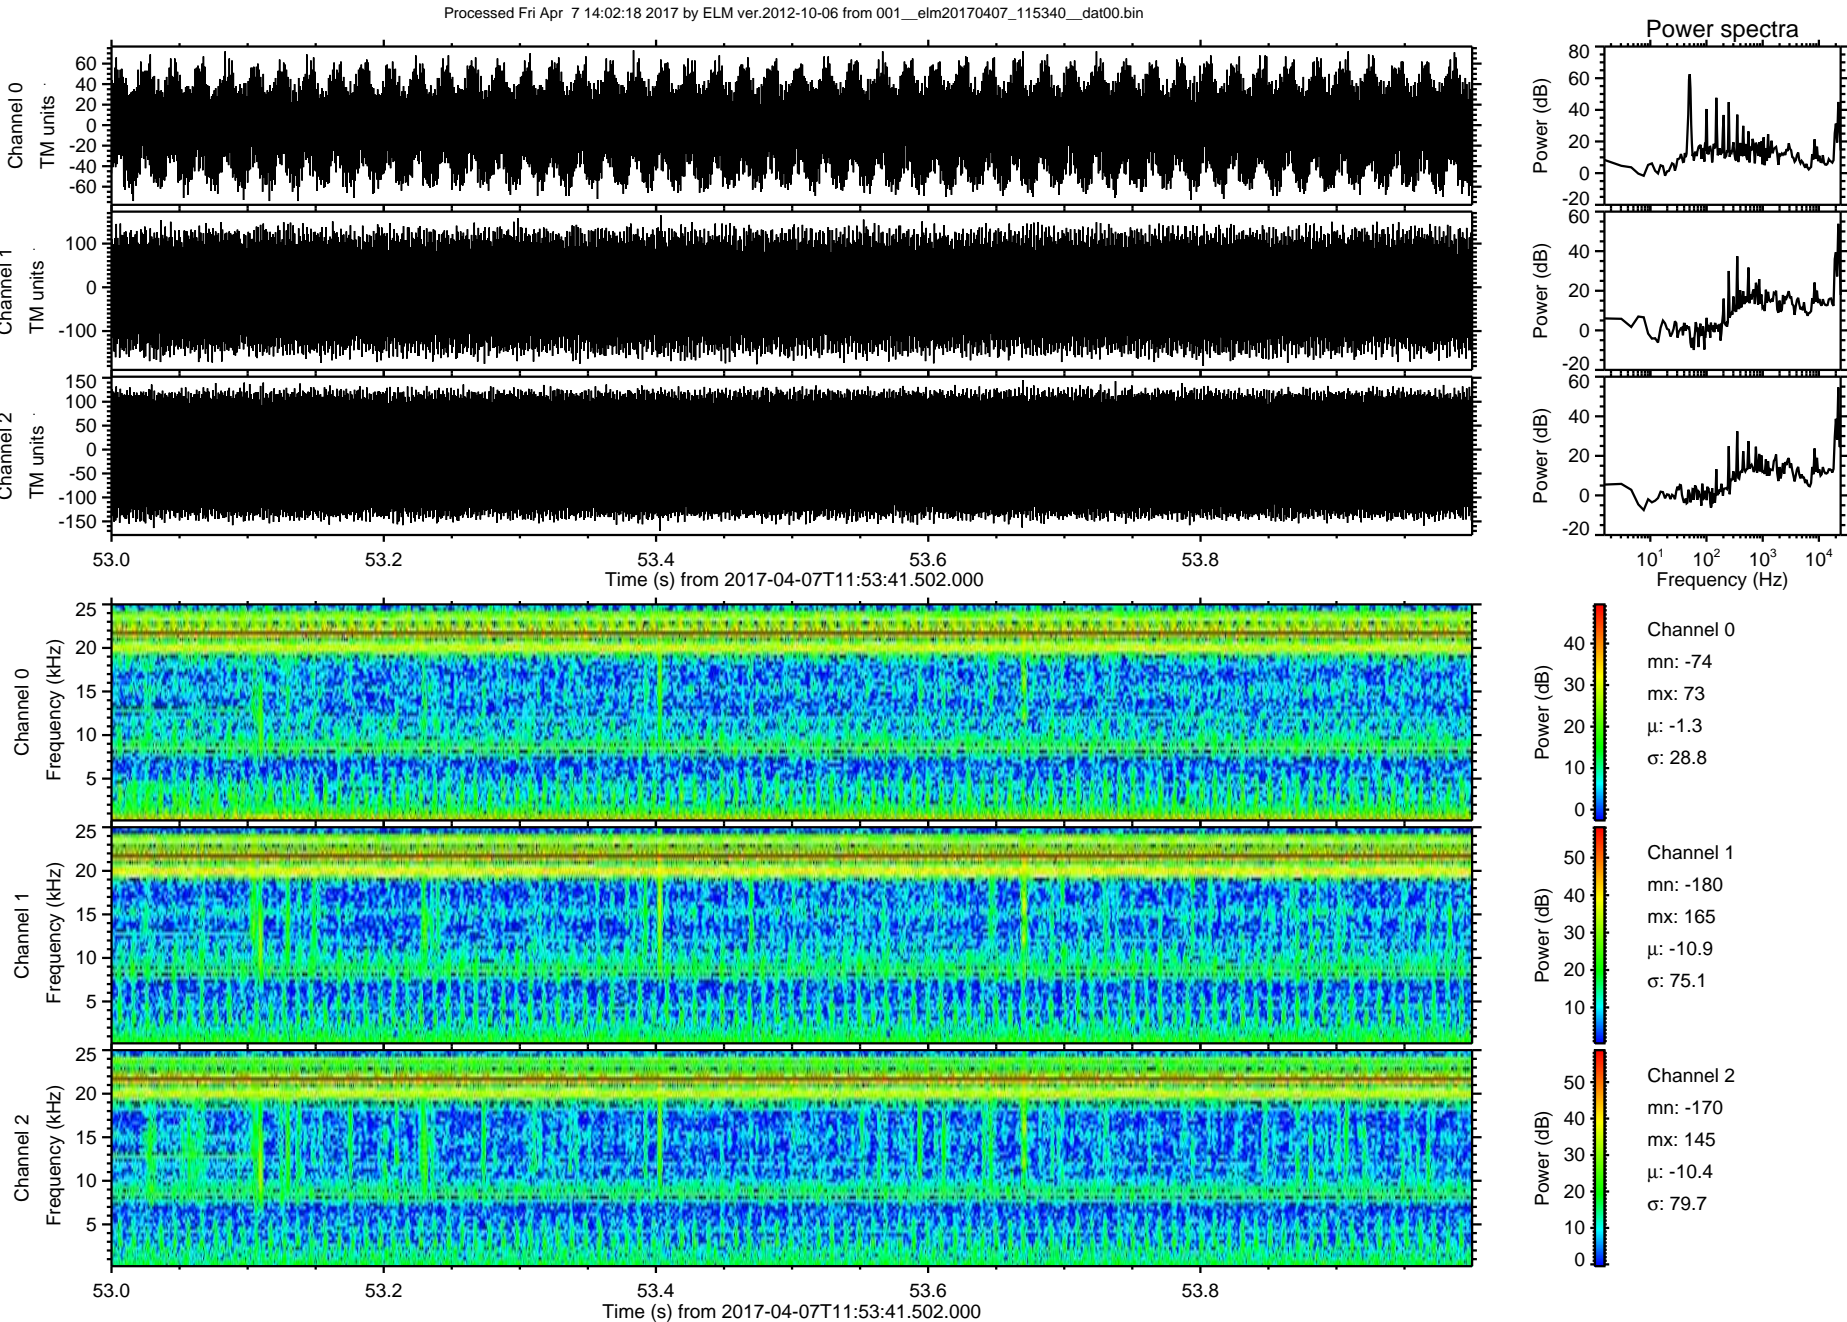 Processed Fri Apr 7 14:02:18 2017 by ELM ver.2012-10-06 from 001__elm20170407_115340__dat00.bin
Power spectra
Channel 0
TM units
60
40
20
0
-20
-40
-60
Power (dB)
80
60
40
20
0
-20
Channel 1
TM units
100
0
-100
Power (dB)
60
40
20
0
-20
Channel 2
TM units
150
100
50
0
-50
-100
-150
Power (dB)
60
40
20
0
-20
53.0 53.2 53.4 53.6 53.8
Time (s) from 2017-04-07T11:53:41.502.000
10¹ 10² 10³ 10⁴
Frequency (Hz)
Channel 0
Frequency (kHz)
25
20
15
10
5
Power (dB)
40
30
20
10
0
Channel 0
mn: -74
mx: 73
µ: -1.3
σ: 28.8
Channel 1
Frequency (kHz)
25
20
15
10
5
Power (dB)
50
40
30
20
10
Channel 1
mn: -180
mx: 165
µ: -10.9
σ: 75.1
Channel 2
Frequency (kHz)
25
20
15
10
5
Power (dB)
50
40
30
20
10
0
Channel 2
mn: -170
mx: 145
µ: -10.4
σ: 79.7
53.0 53.2 53.4 53.6 53.8
Time (s) from 2017-04-07T11:53:41.502.000